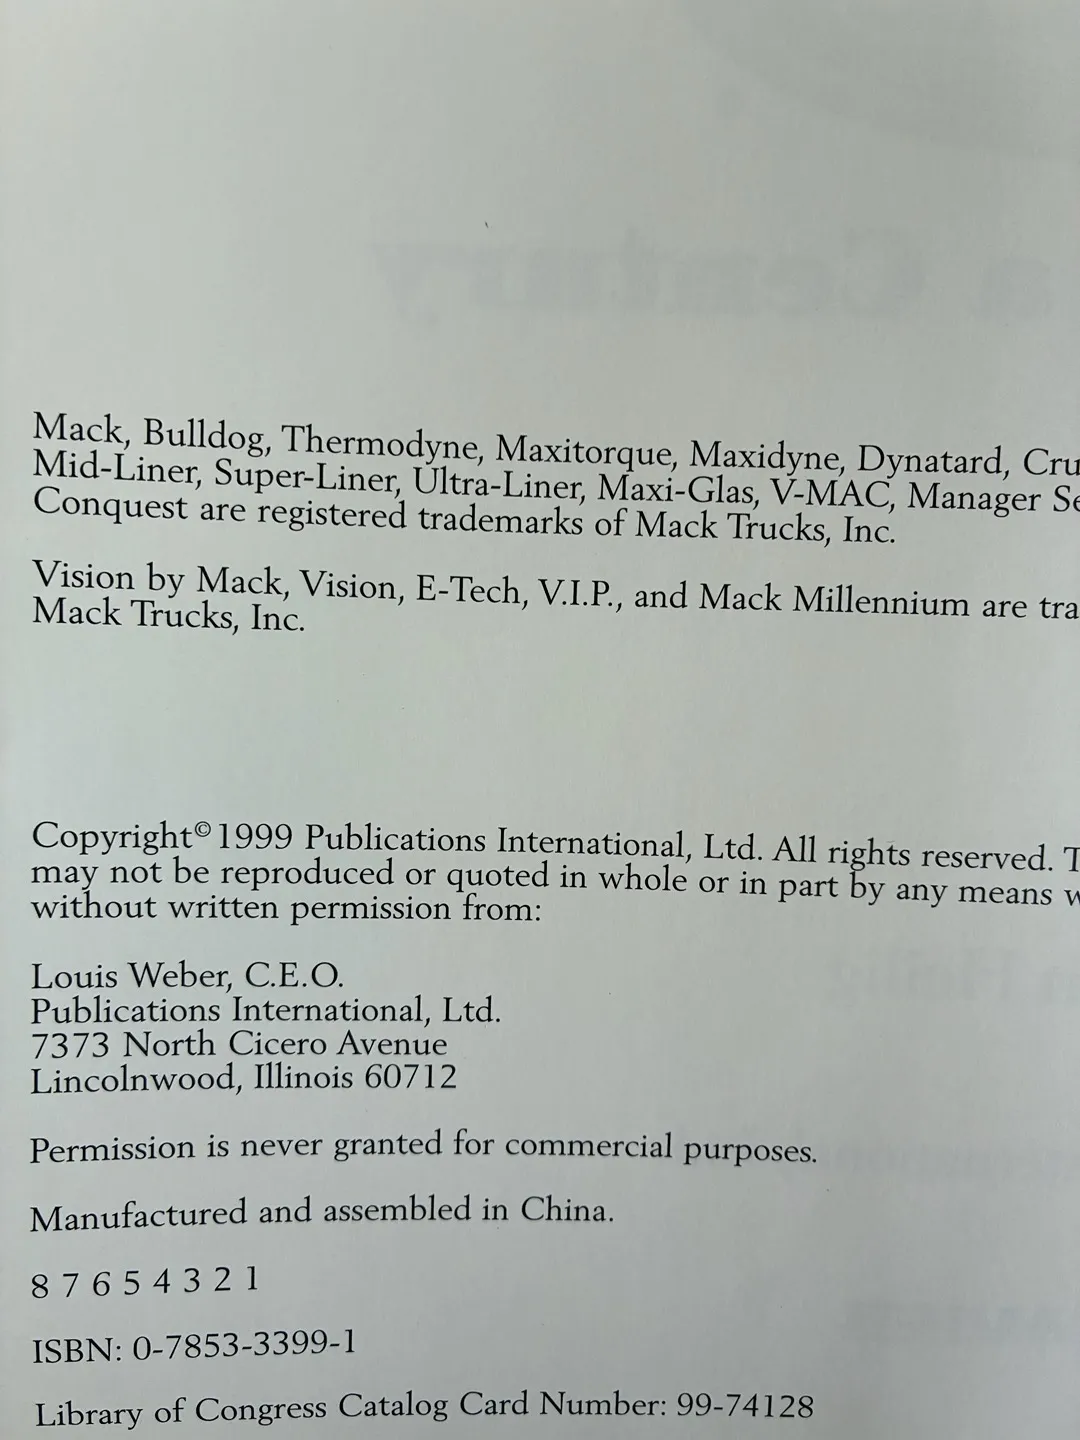 Mack, Bulldog, Thermodyne, Maxitorque, Maxidyne, Dynatard, Cru
Mid-Liner, Super-Liner, Ultra-Liner, Maxi-Glas, V-MAC, Manager Se
Conquest are registered trademarks of Mack Trucks, Inc.
Vision by Mack, Vision, E-Tech, V.I.P., and Mack Millennium are tra
Mack Trucks, Inc.
Copyright© 1999 Publications International, Ltd. All rights reserved. T
may not be reproduced or quoted in whole or in part by any means w
without written permission from:
Louis Weber, C.E.O.
Publications International, Ltd.
7373 North Cicero Avenue
Lincolnwood, Illinois 60712
Permission is never granted for commercial purposes.
Manufactured and assembled in China.
8 7 6 5 4 3 2 1
ISBN: 0-7853-3399-1
Library of Congress Catalog Card Number: 99-74128